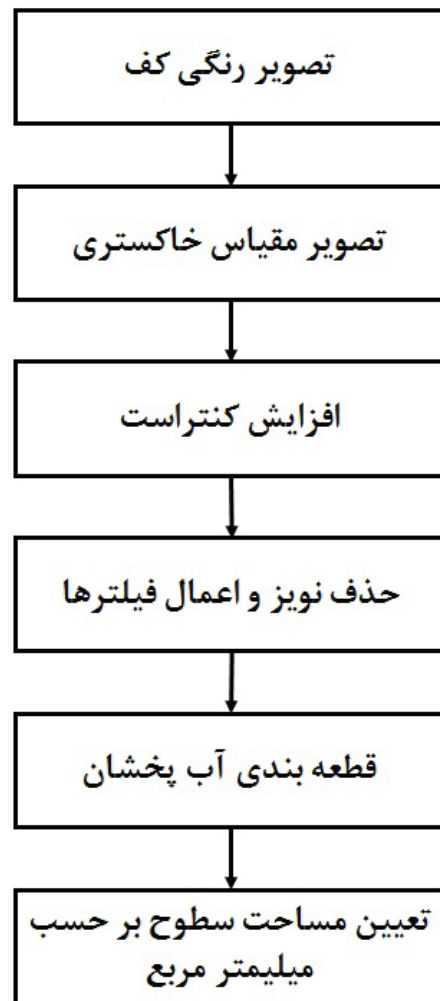 تصویر رنگی کف
تصویر مقیاس خاکستری
افزایش کنتراست
حذف نویز و اعمال فیلترها
قطعه بندی آب پخشان
تعیین مساحت سطوح بر حسب
میلیمتر مربع